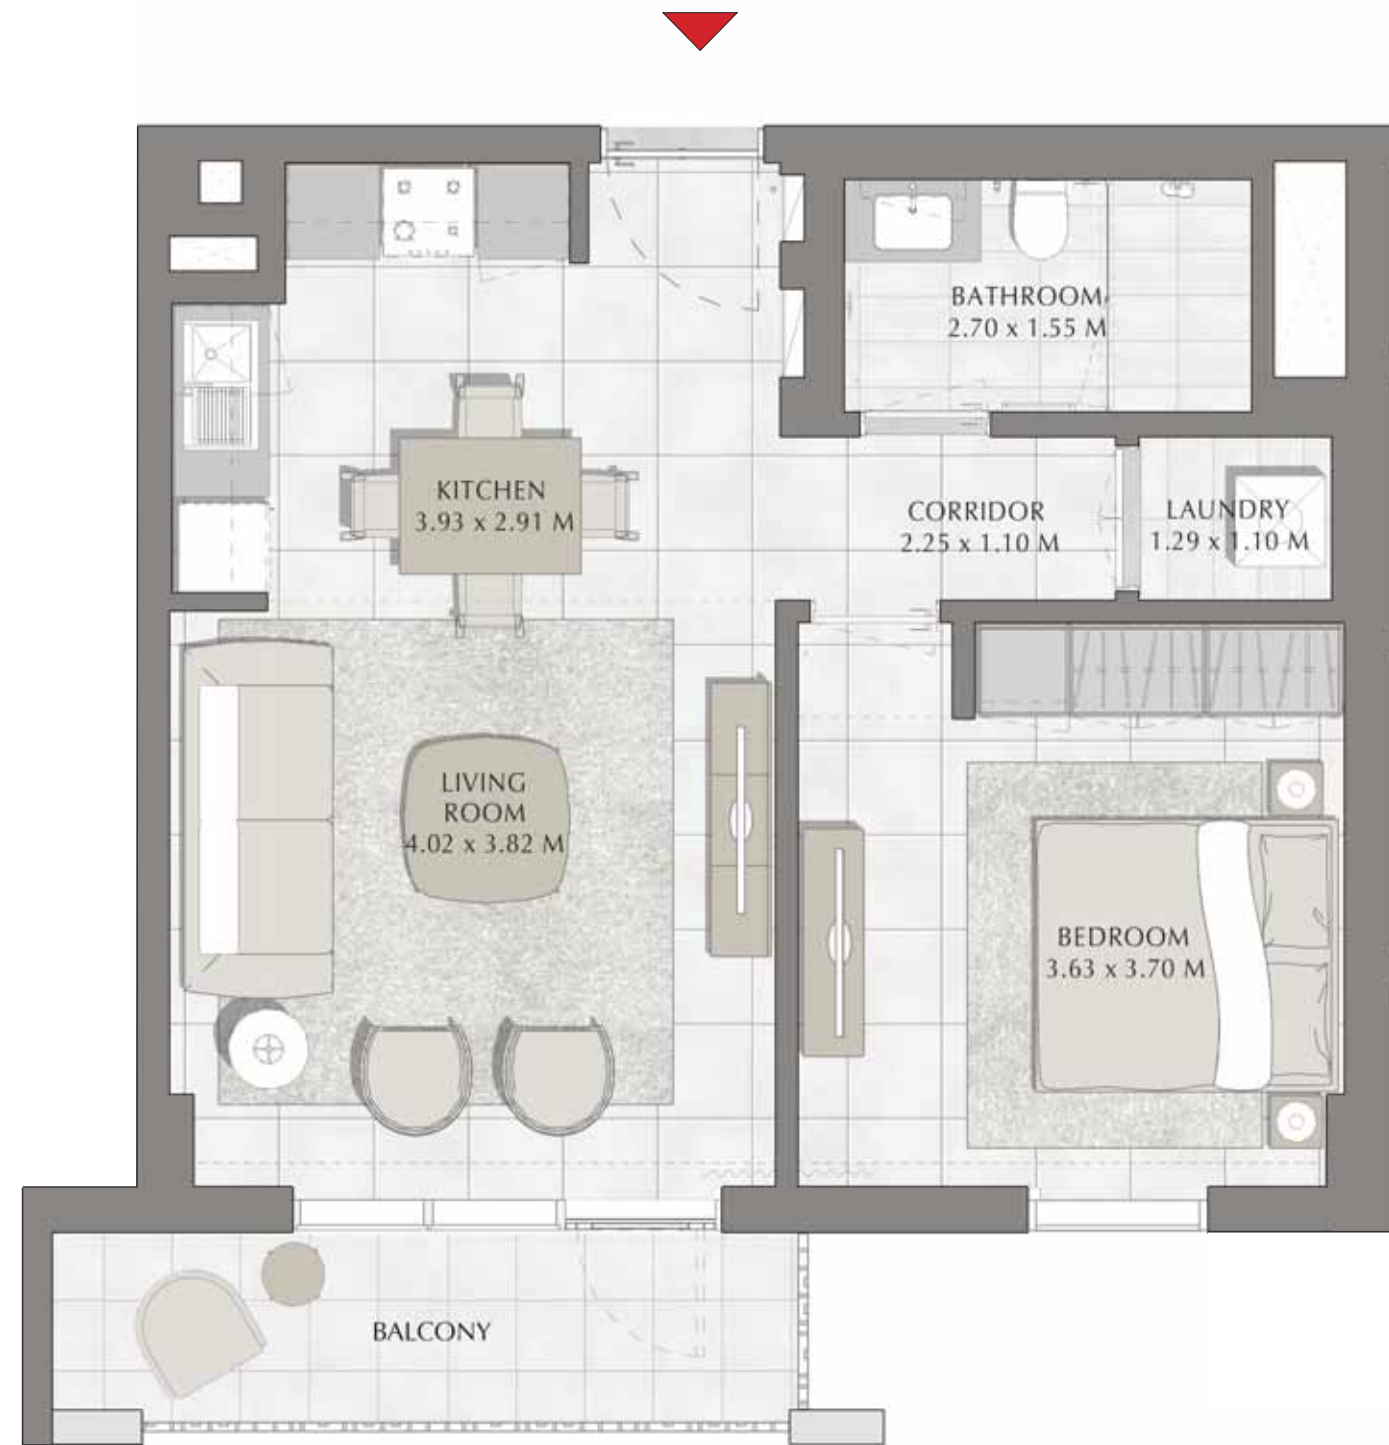 BATHROOM
2.70 x 1.55 M
KITCHEN
3.93 x 2.91 M
CORRIDOR
2.25 x 1.10 M
LAUNDRY
1.29 x 1.10 M
LIVING
ROOM
4.02 x 3.82 M
BEDROOM
3.63 x 3.70 M
BALCONY